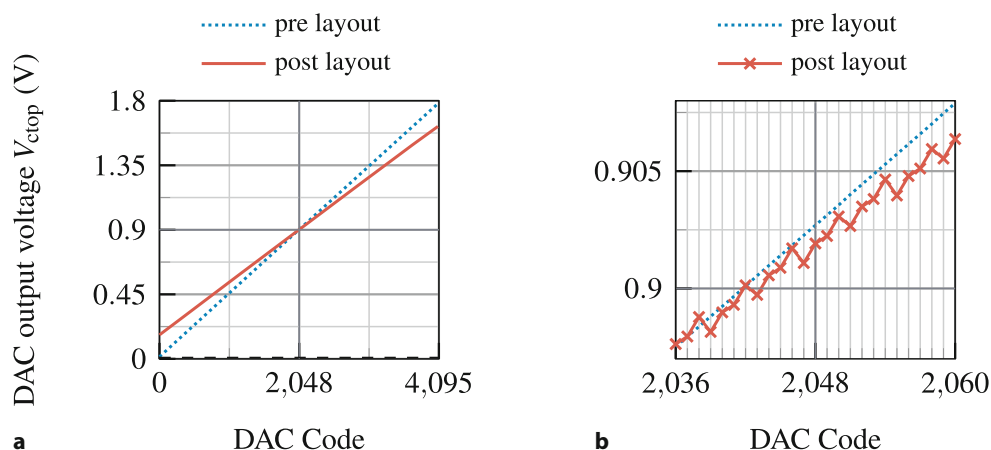 pre layout
post layout
DAC output voltage Vctop (V)
1.8
1.35
0.9
0.45
0
0 2,048 4,095
a DAC Code
pre layout
post layout
0.905
0.9
2,036 2,048 2,060
b DAC Code